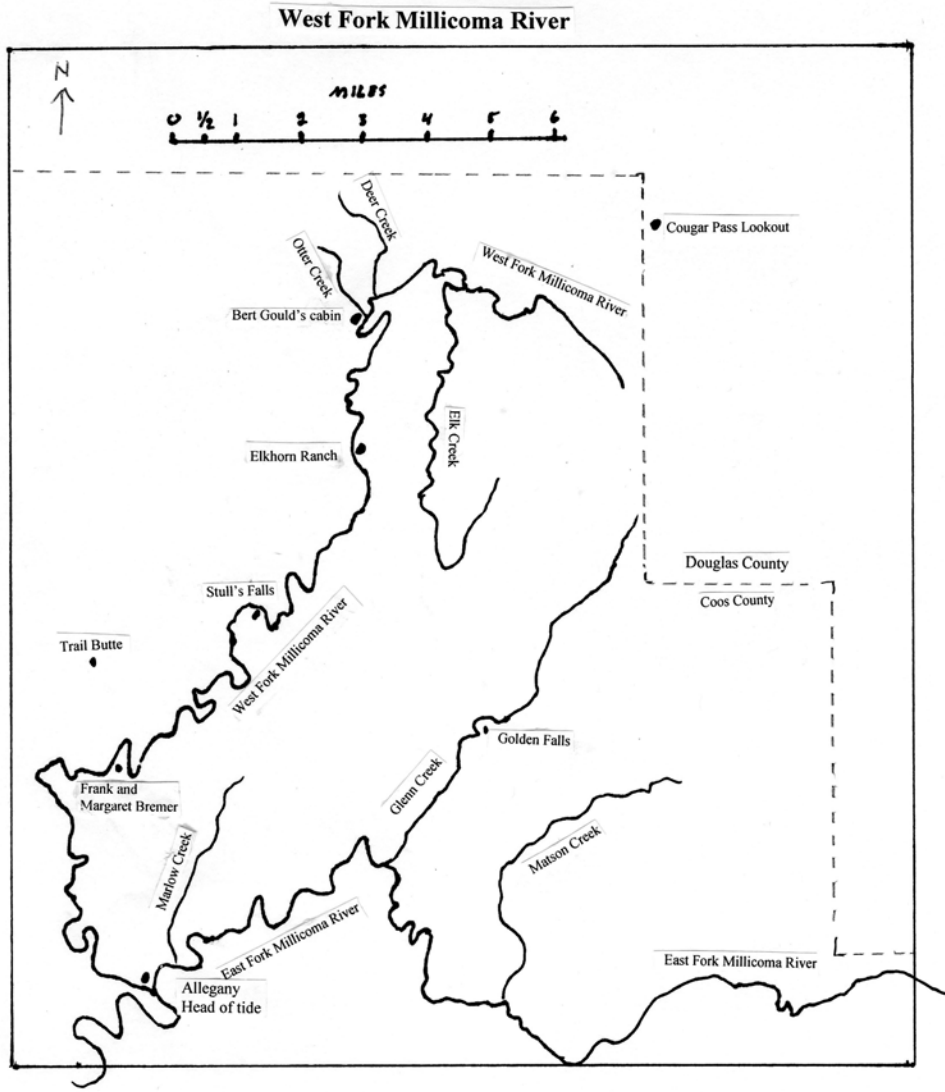 West Fork Millicoma River
N
MILES
0 ½ 1 2 3 4 5 6
Deer Creek
Cougar Pass Lookout
Otter Creek
West Fork Millicoma River
Bert Gould's cabin
Elk Creek
Elkhorn Ranch
Douglas County
Stull's Falls
Coos County
Trail Butte
West Fork Millicoma River
Golden Falls
Glenn Creek
Frank and
Margaret Bremer
Marlow Creek
Matson Creek
East Fork Millicoma River
East Fork Millicoma River
Allegany
Head of tide